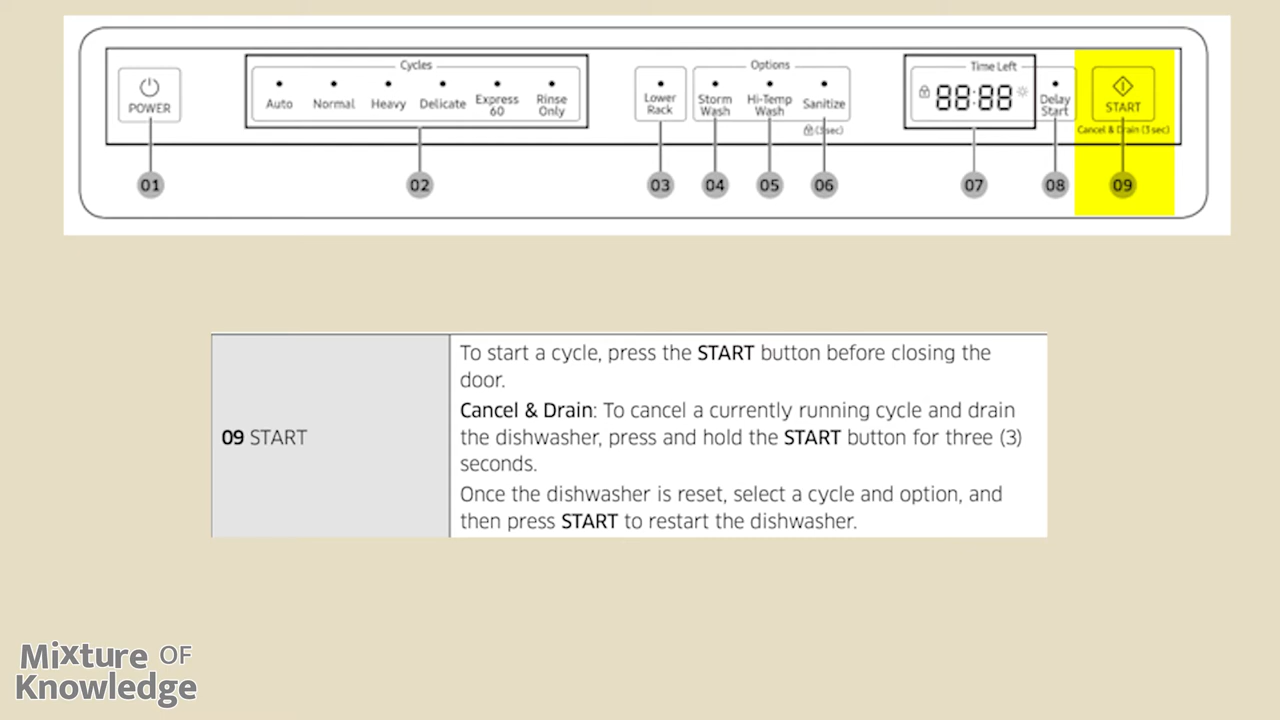 Cycles
Options
Time Left
POWER
Auto
Normal
Heavy
Delicate
Express
60
Rinse
Only
Lower
Rack
Storm
Wash
Hi-Temp
Wash
Sanitize
(3 sec)
88:88
Delay
Start
START
Cancel & Drain (3 sec)
01
02
03
04
05
06
07
08
09
09 START
To start a cycle, press the START button before closing the
door.
Cancel & Drain: To cancel a currently running cycle and drain
the dishwasher, press and hold the START button for three (3)
seconds.
Once the dishwasher is reset, select a cycle and option, and
then press START to restart the dishwasher.
Mixture OF
Knowledge